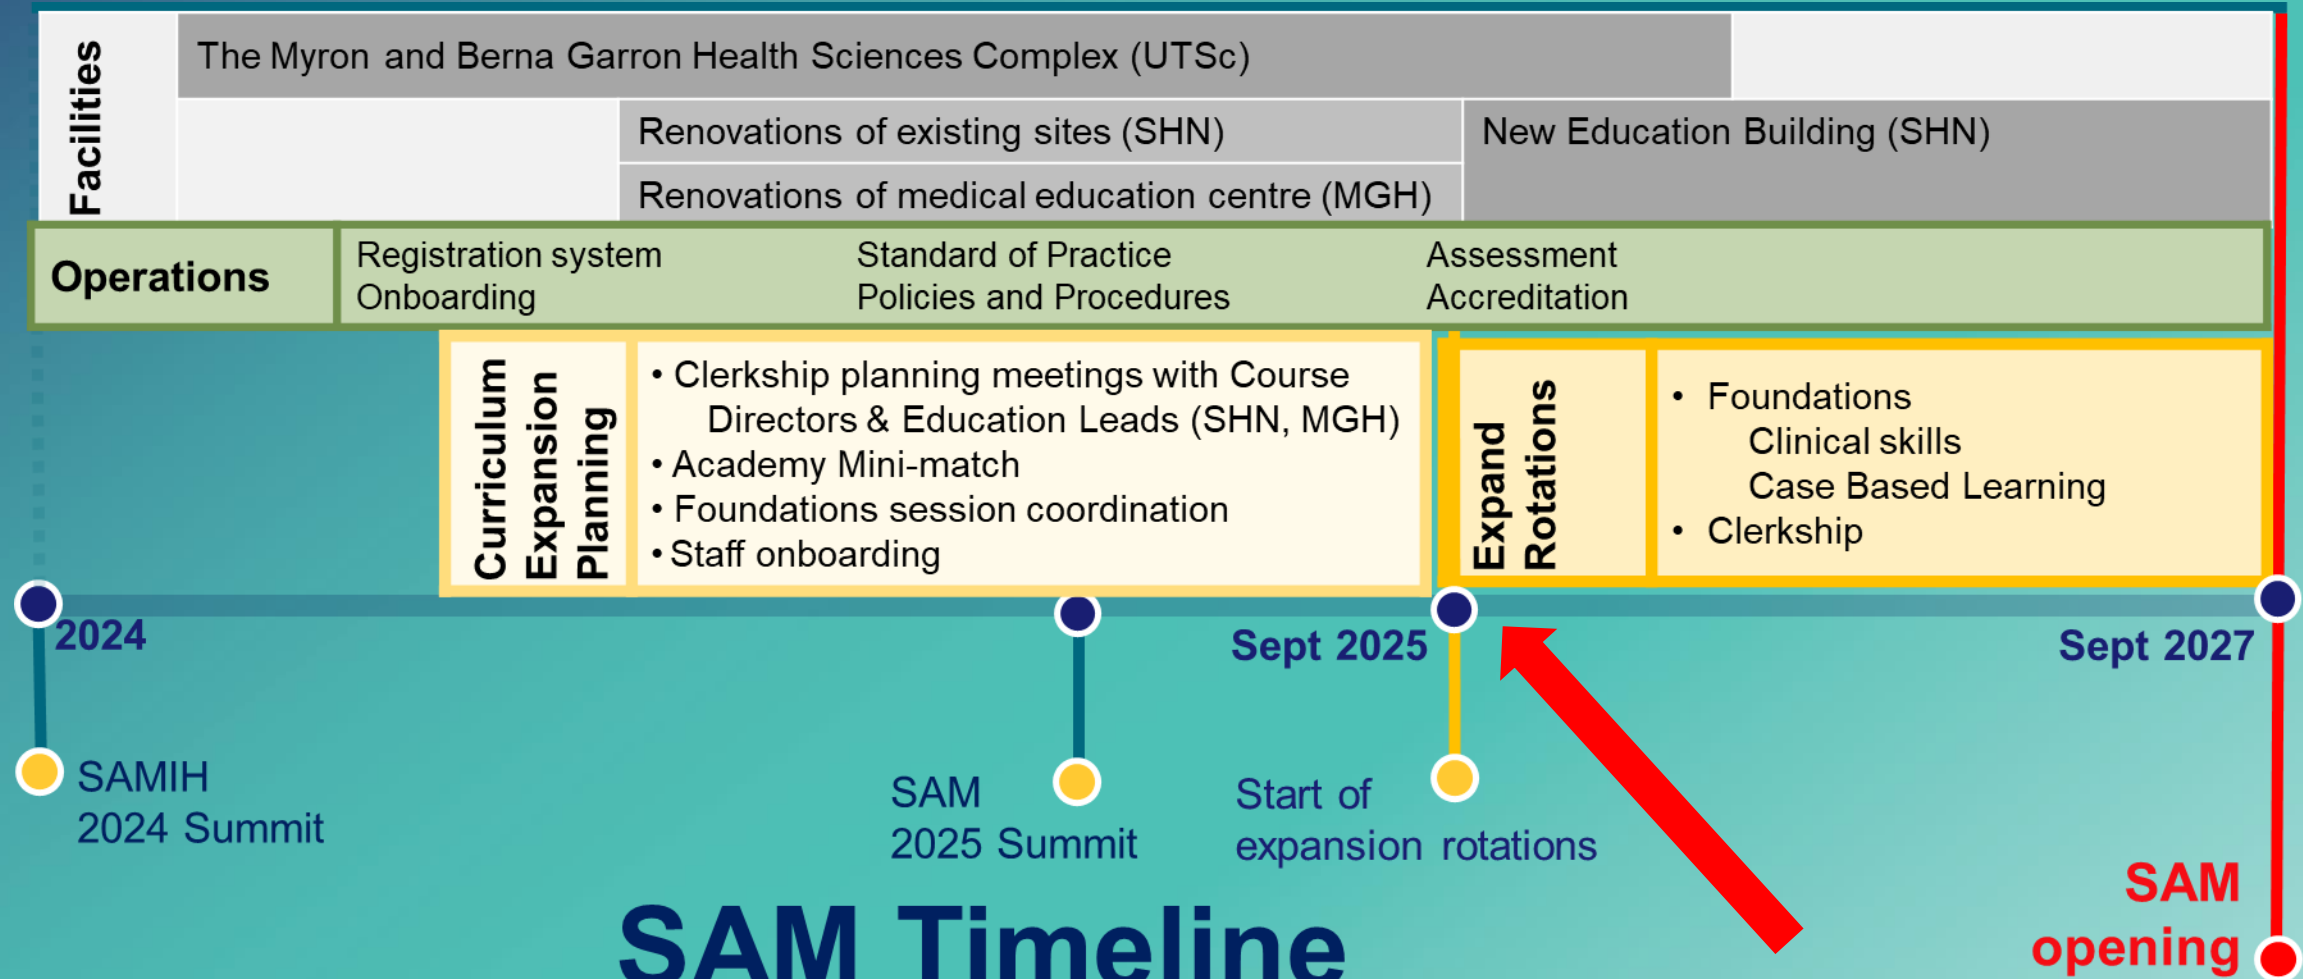 Facilities
The Myron and Berna Garron Health Sciences Complex (UTSc)
Renovations of existing sites (SHN)
New Education Building (SHN)
Renovations of medical education centre (MGH)
Operations
Registration system
Onboarding
Standard of Practice
Policies and Procedures
Assessment
Accreditation
Curriculum
Expansion
Planning
• Clerkship planning meetings with Course
Directors & Education Leads (SHN, MGH)
• Academy Mini-match
• Foundations session coordination
• Staff onboarding
Expand
Rotations
• Foundations
Clinical skills
Case Based Learning
• Clerkship
2024
Sept 2025
Sept 2027
SAMIH
2024 Summit
SAM
2025 Summit
Start of
expansion rotations
SAM
opening
SAM Timeline